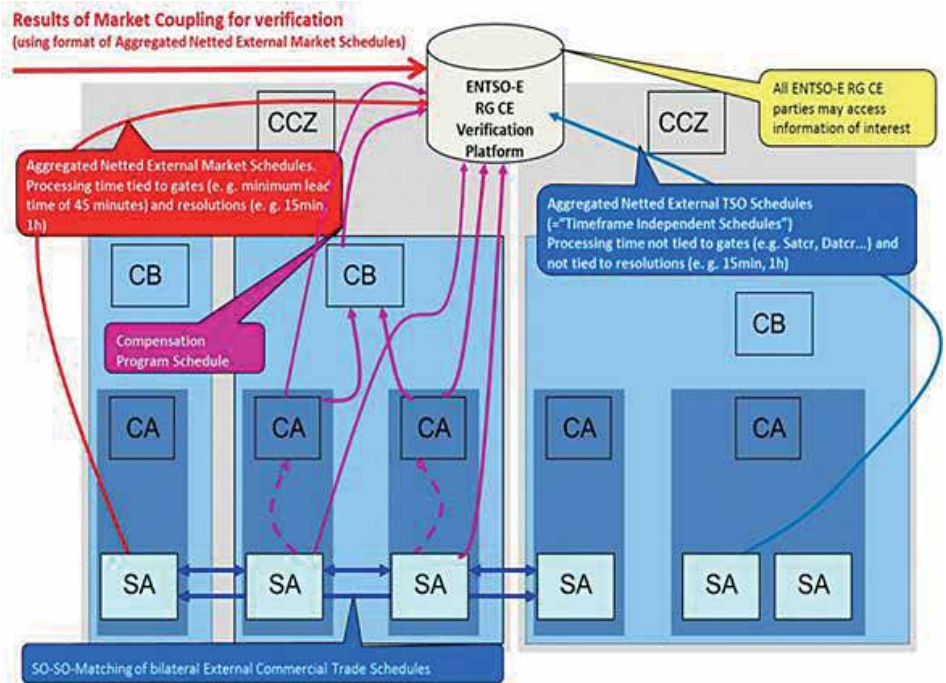 Results of Market Coupling for verification
(using format of Aggregated Netted External Market Schedules)
ENTSO-E
RG CE
Verification
Platform
All ENTSO-E RG CE
parties may access
information of interest
CCZ
CCZ
Aggregated Netted External Market Schedules.
Processing time tied to gates (e. g. minimum lead
time of 45 minutes) and resolutions (e. g. 15min,
1h)
Aggregated Netted External TSO Schedules
(="Timeframe Independent Schedules")
Processing time not tied to gates (e.g. Satcr, Datcr...) and
not tied to resolutions (e. g. 15min, 1h)
CB
CB
CB
Compensation
Program Schedule
CA
CA
CA
CA
CA
SA
SA
SA
SA
SA
SA
SO-SO-Matching of bilateral External Commercial Trade Schedules